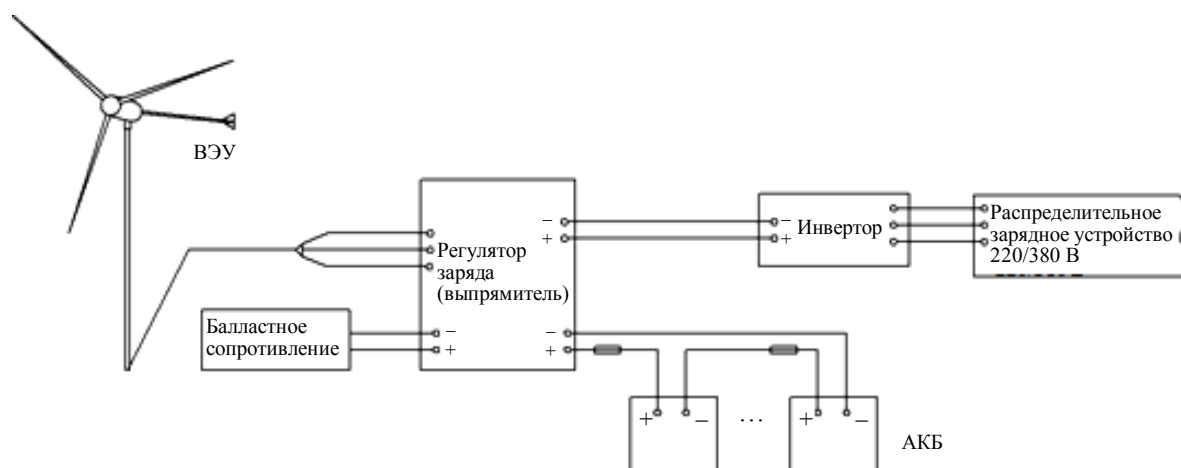 ВЭУ
Регулятор
заряда
(выпрямитель)
−
+
−
+
Инвертор
Распределительное
зарядное устройство (
220/380 В
Балластное
сопротивление
−
+
−
+
+
−
…
+
−
АКБ